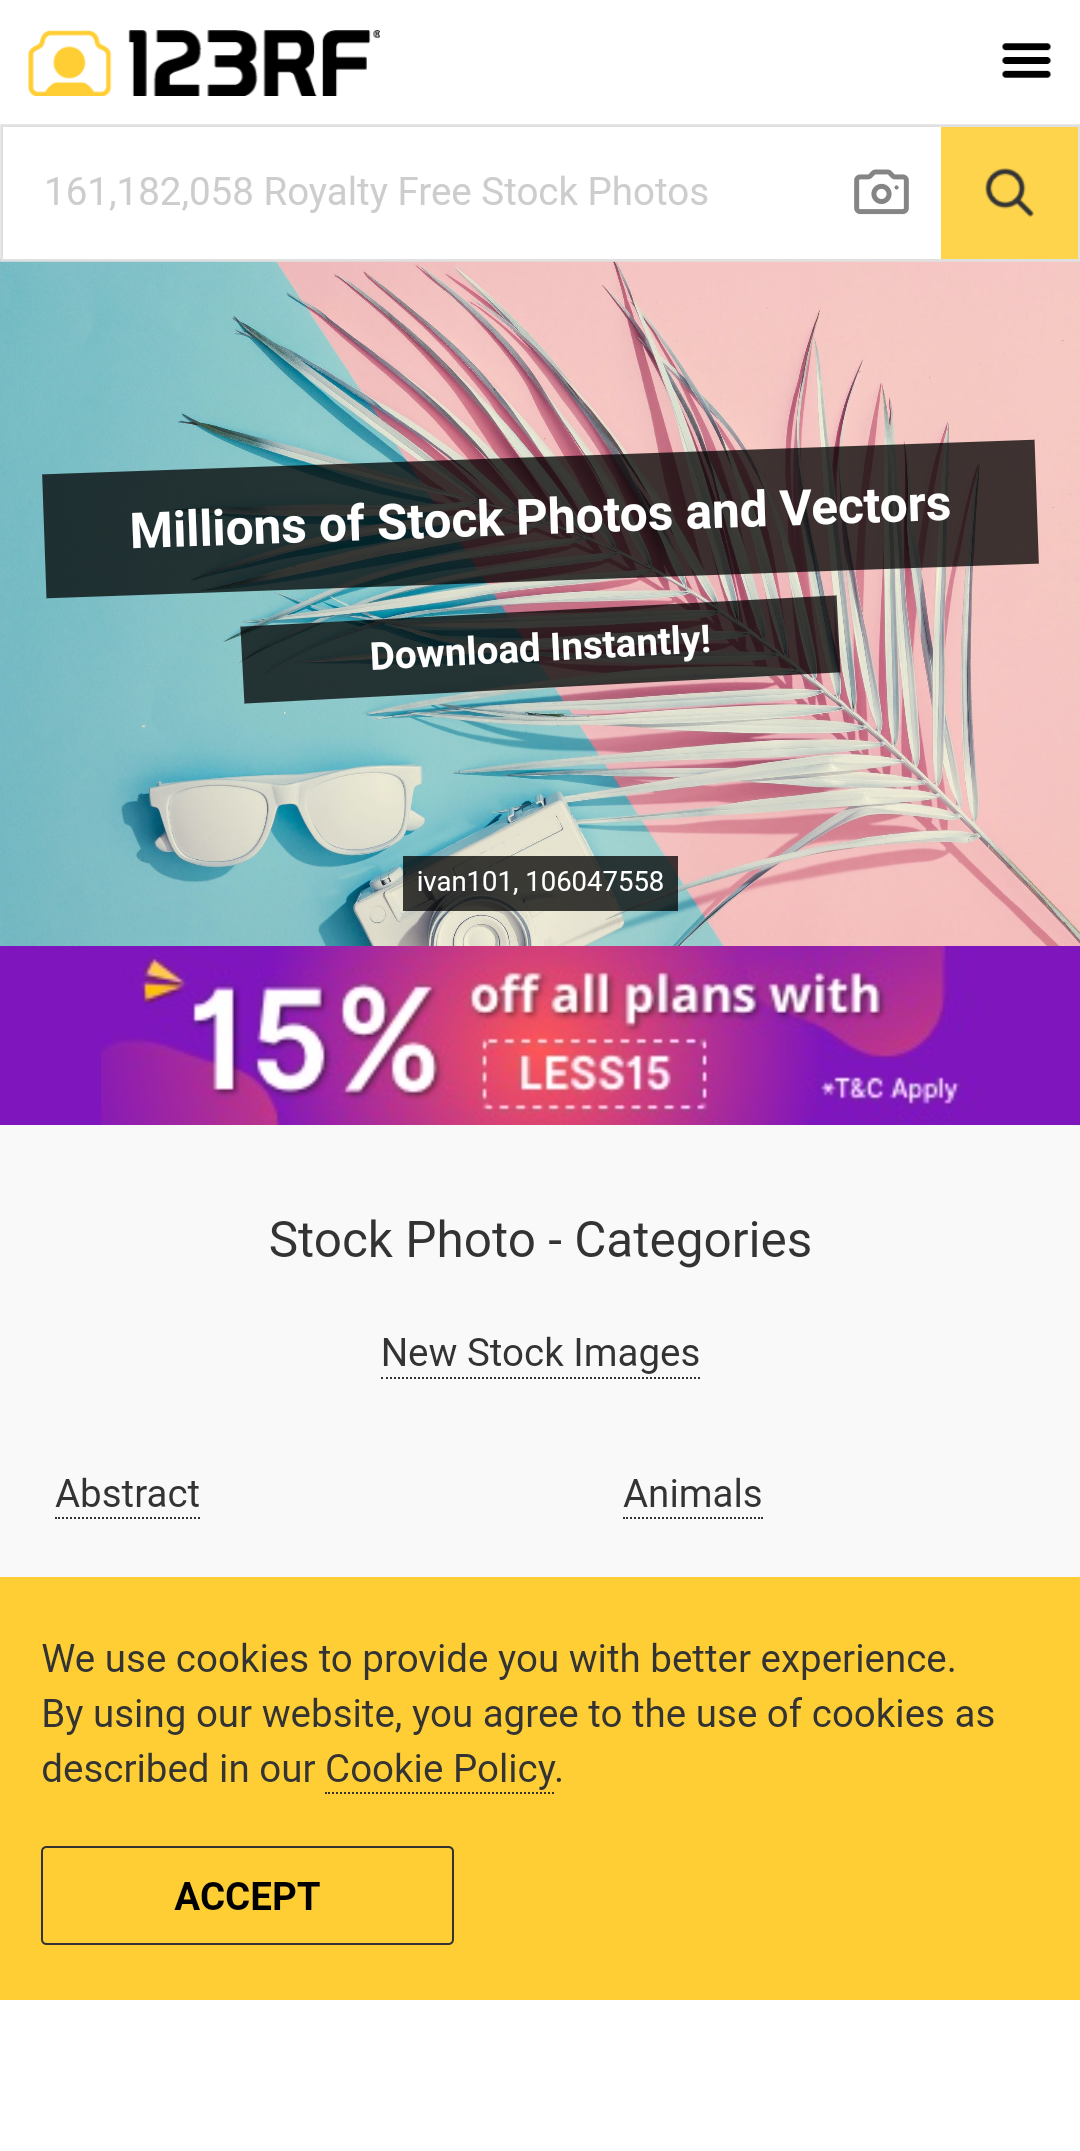 123RF®
161,182,058 Royalty Free Stock Photos
Millions of Stock Photos and Vectors
Download Instantly!
ivan101, 106047558
15% off all plans with
LESS15
*T&C Apply
Stock Photo - Categories
New Stock Images
Abstract
Animals
We use cookies to provide you with better experience.
By using our website, you agree to the use of cookies as
described in our Cookie Policy.
ACCEPT